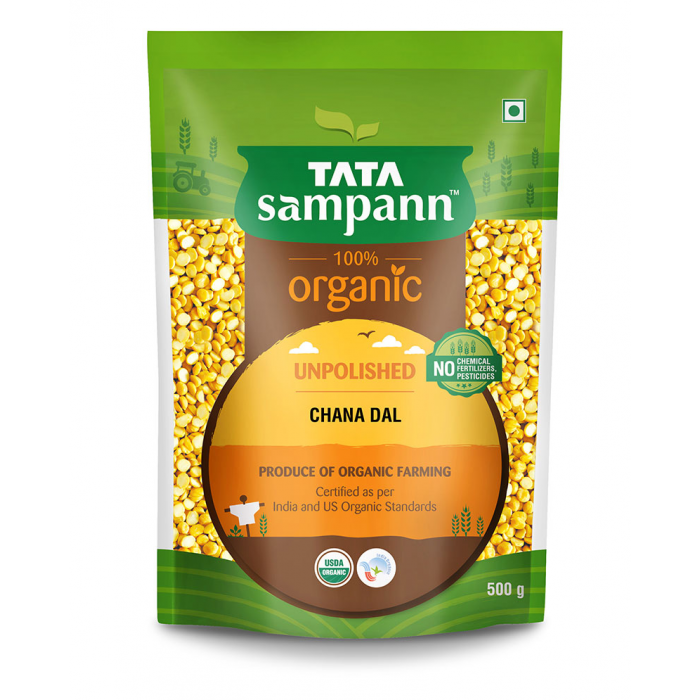 TATA
sampann™
100%
organic
UNPOLISHED
NO CHEMICAL
FERTILIZERS,
PESTICIDES
CHANA DAL
PRODUCE OF ORGANIC FARMING
Certified as per
India and US Organic Standards
USDA
ORGANIC
500 g